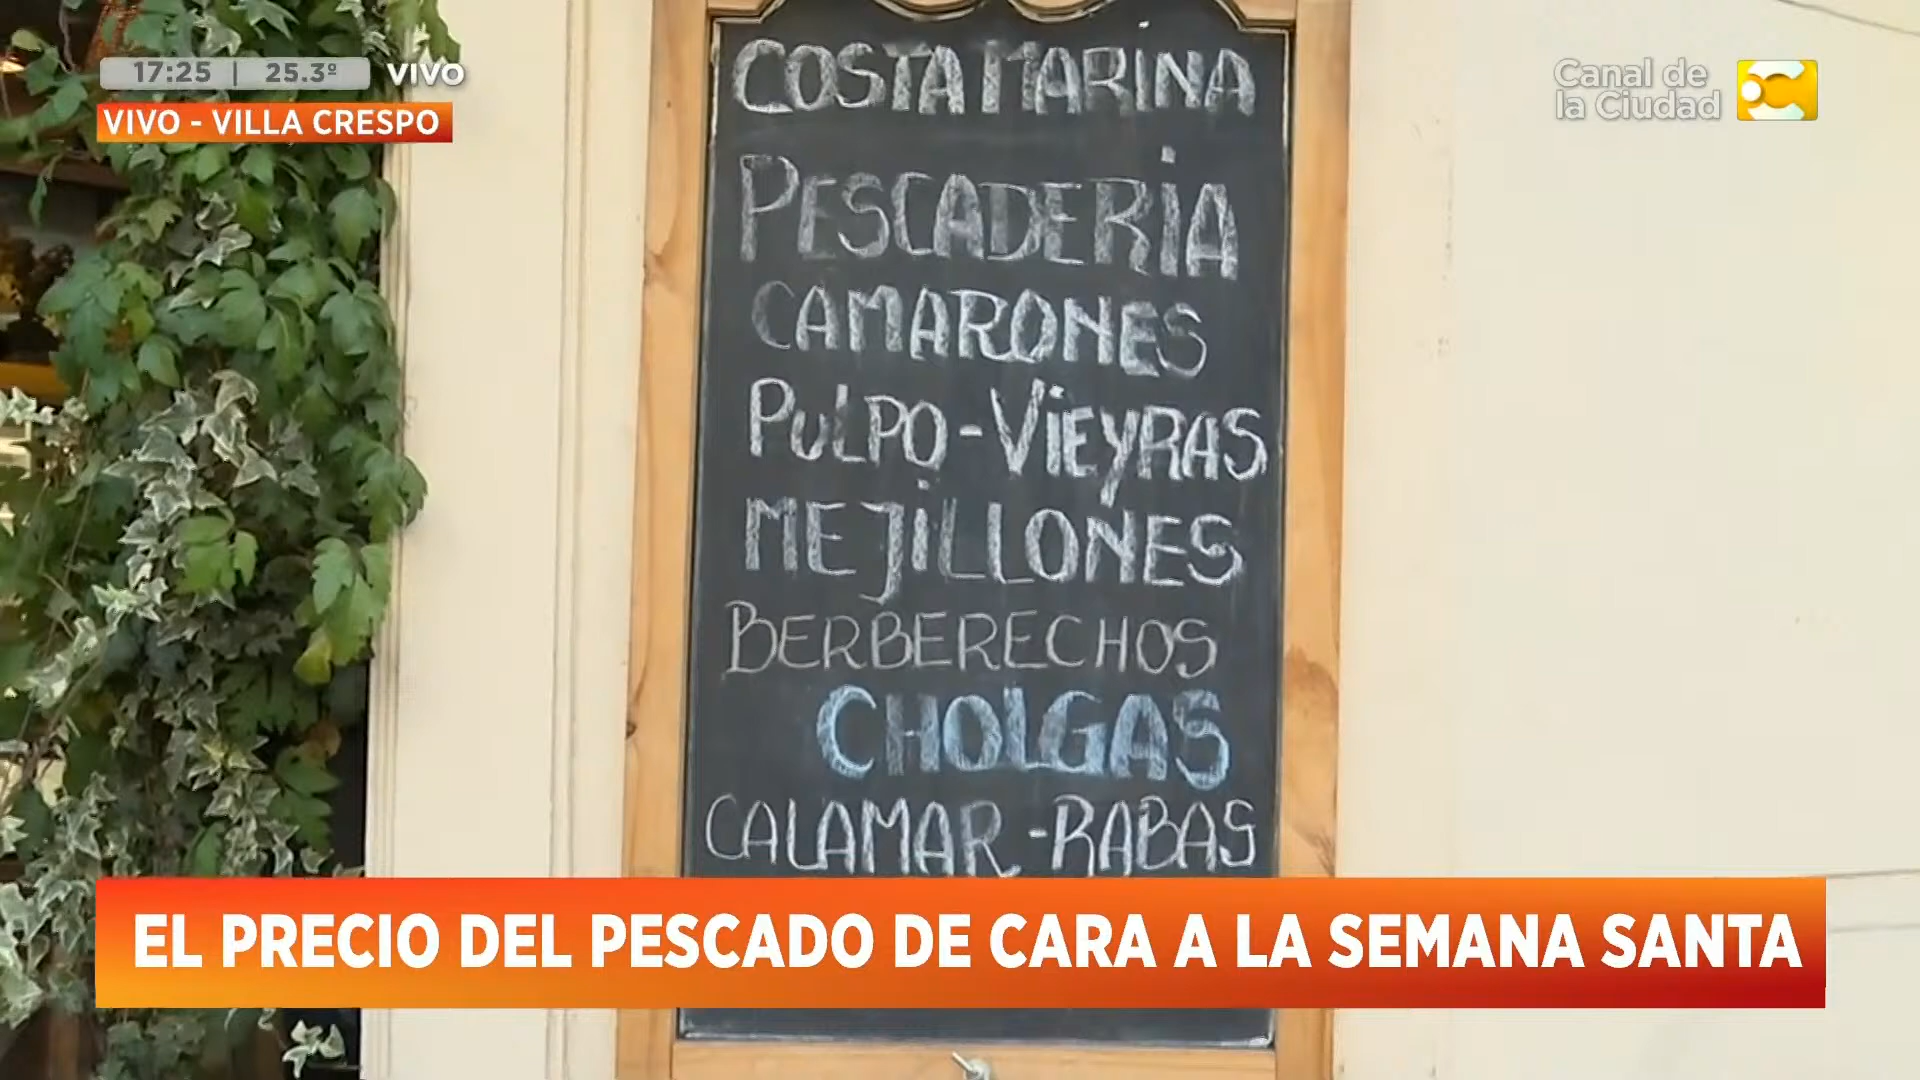 17:25 | 25.3º VIVO
VIVO - VILLA CRESPO
Canal de
la Ciudad
COSTA MARINA
PESCADERIA
CAMARONES
PULPO-VIEYRAS
MEJILLONES
BERBERECHOS
CHOLGAS
CALAMAR-RABAS
EL PRECIO DEL PESCADO DE CARA A LA SEMANA SANTA